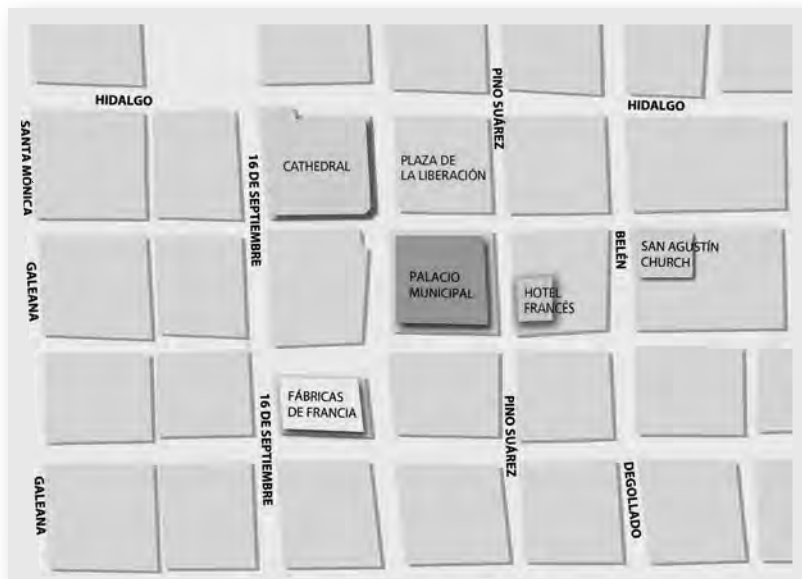 HIDALGO
HIDALGO
PINO SUÁREZ
SANTA MÓNICA
16 DE SEPTIEMBRE
CATHEDRAL
PLAZA DE
LA LIBERACIÓN
GALEANA
PALACIO
MUNICIPAL
HOTEL
FRANCÉS
BELÉN
SAN AGUSTÍN
CHURCH
16 DE SEPTIEMBRE
FÁBRICAS
DE FRANCIA
PINO SUÁREZ
GALEANA
DEGOLLADO